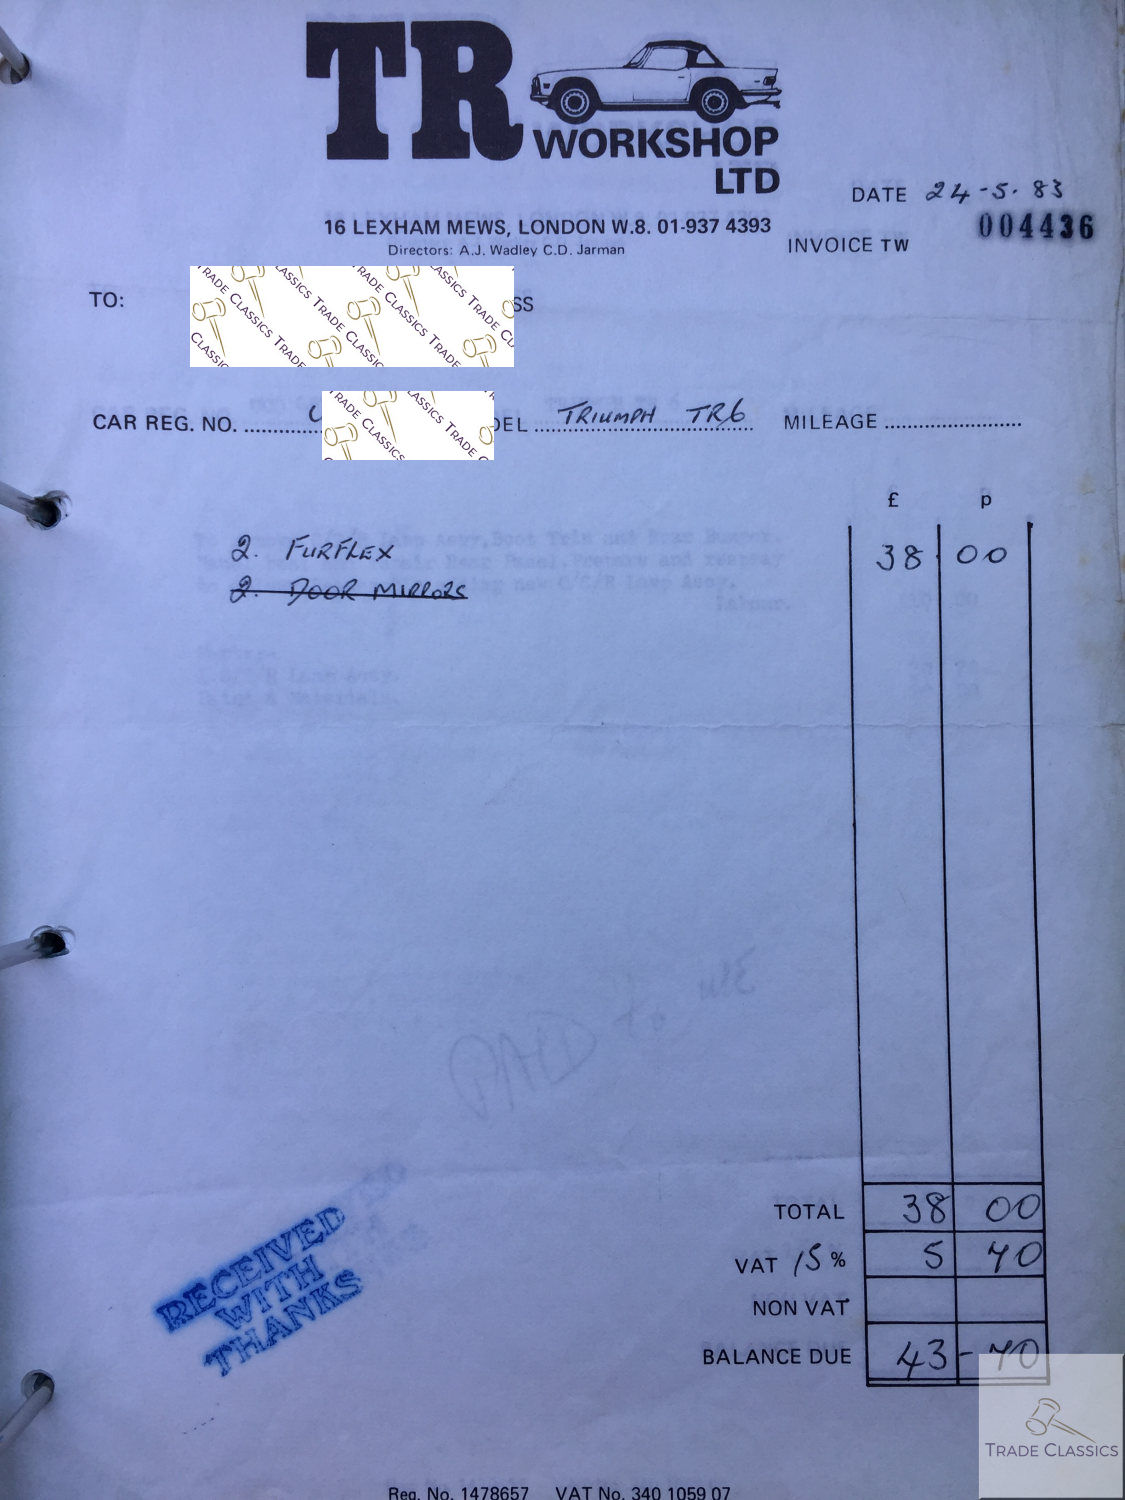 TR
WORKSHOP
LTD
16 LEXHAM MEWS, LONDON W.8. 01-937 4393
Directors: A.J. Wadley C.D. Jarman
DATE 24-5-83
INVOICE TW 004436
TO: SS
CAR REG. NO. TRIUMPH TR6 MILEAGE
£ p
2. FURFLEX 38 00
2. DOOR MIRRORS
PAID to
TOTAL 38 00
VAT 15% 5 70
NON VAT
BALANCE DUE 43-70
RECEIVED
WITH
THANKS
TRADE CLASSICS
Reg. No. 1478657 VAT No. 340 1059 07